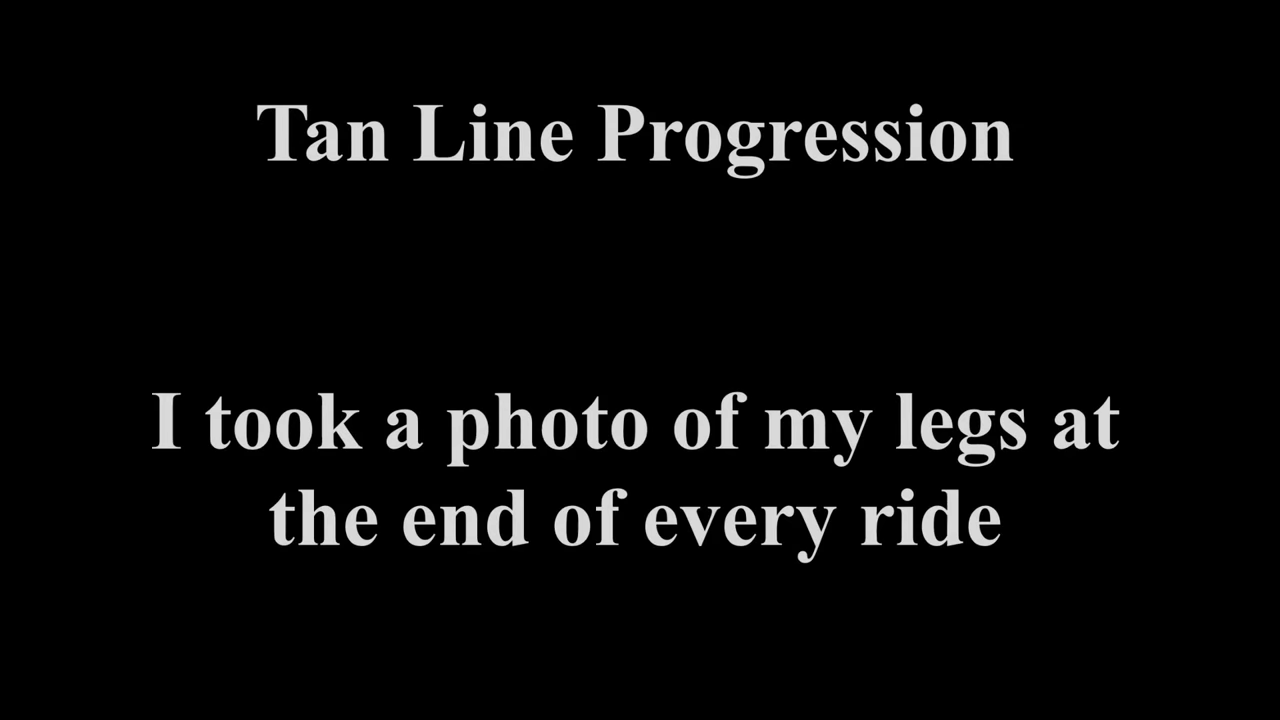 Tan Line Progression
I took a photo of my legs at
the end of every ride